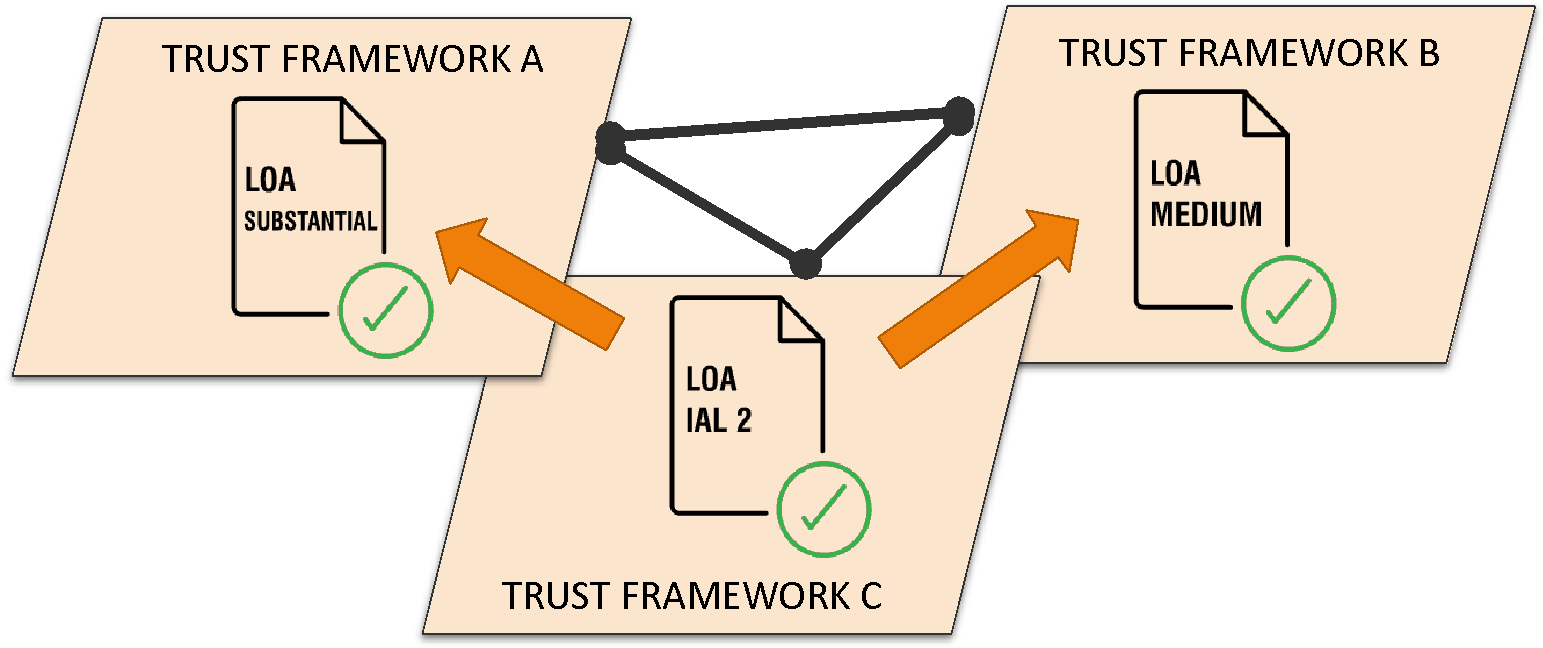 TRUST FRAMEWORK A
LOA
SUBSTANTIAL
TRUST FRAMEWORK B
LOA
MEDIUM
LOA
IAL 2
TRUST FRAMEWORK C